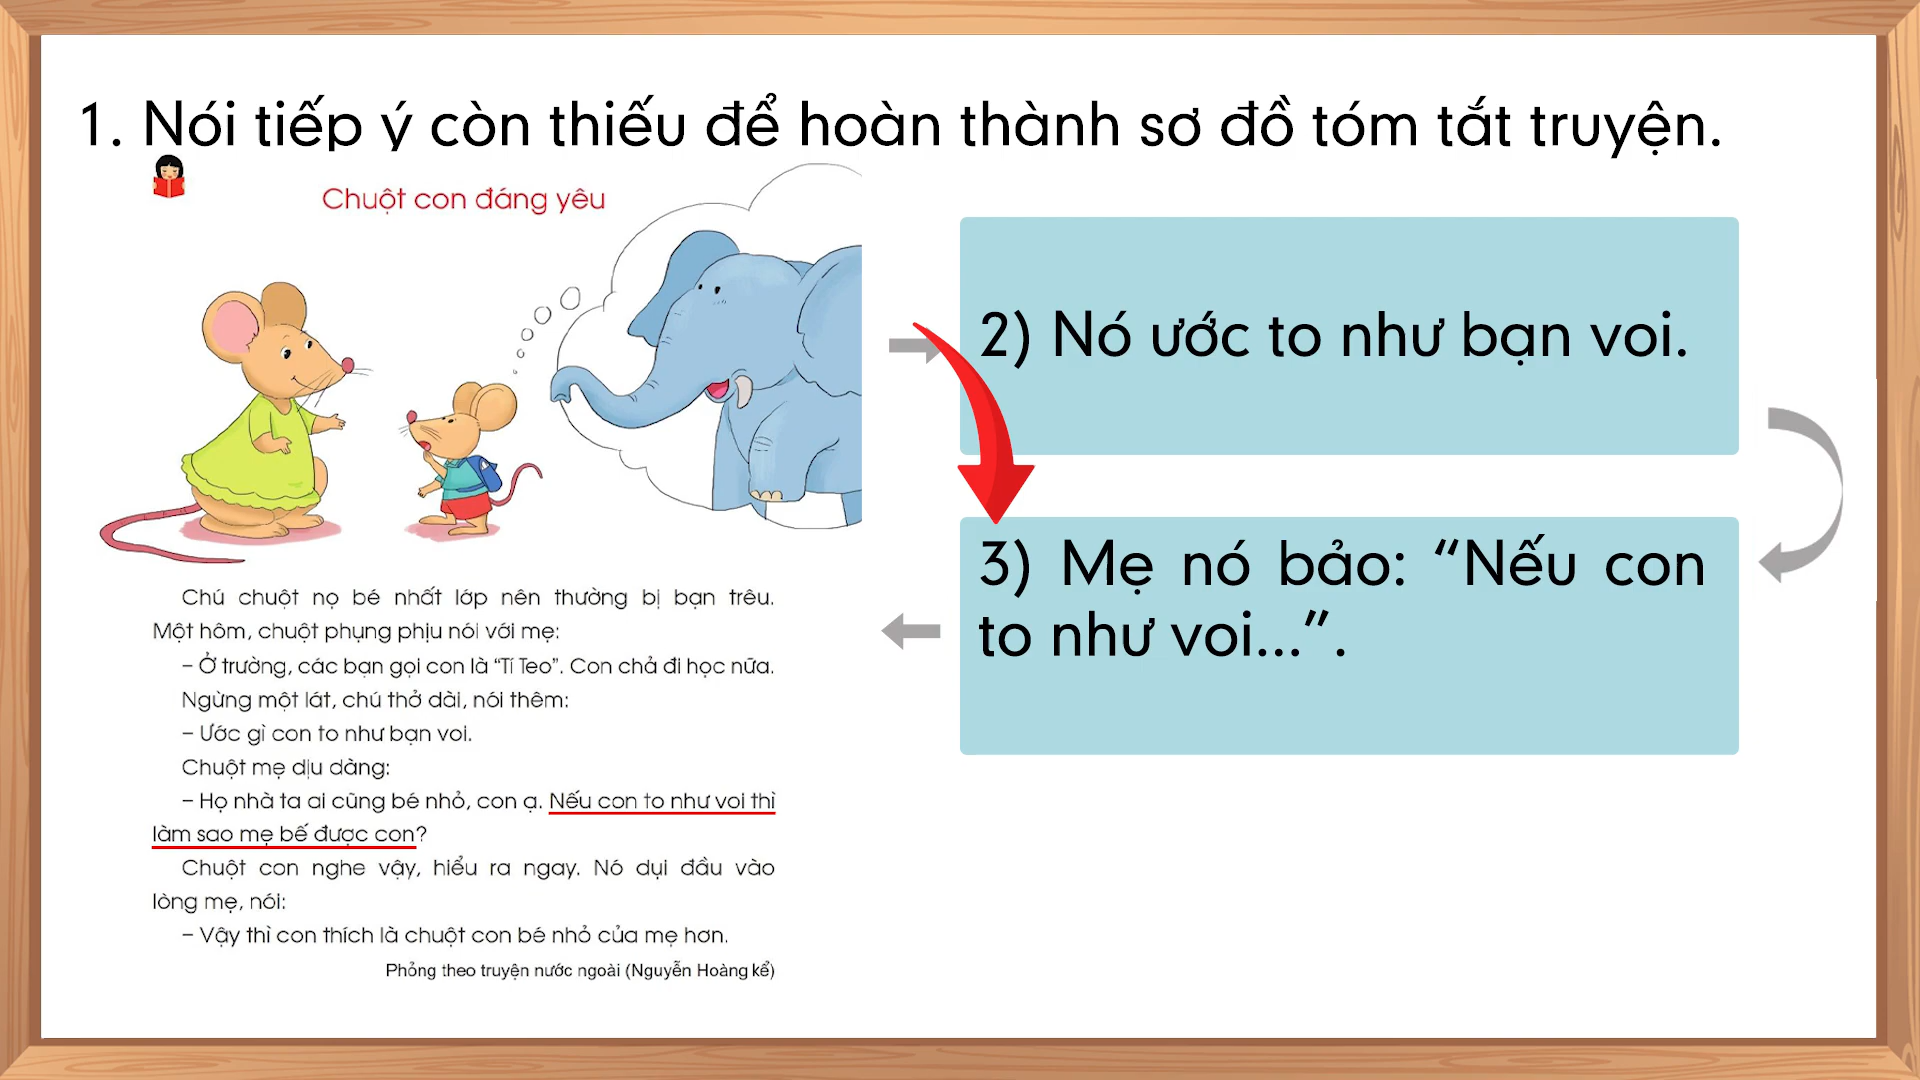 1. Nói tiếp ý còn thiếu để hoàn thành sơ đồ tóm tắt truyện.
Chuột con đáng yêu
Chú chuột nọ bé nhất lớp nên thường bị bạn trêu.
Một hôm, chuột phụng phịu nói với mẹ:
– Ở trường, các bạn gọi con là “Tí Teo”. Con chả đi học nữa.
Ngừng một lát, chú thở dài, nói thêm:
– Ước gì con to như bạn voi.
Chuột mẹ dịu dàng:
– Họ nhà ta ai cũng bé nhỏ, con ạ. Nếu con to như voi thì
làm sao mẹ bế được con?
Chuột con nghe vậy, hiểu ra ngay. Nó dụi đầu vào
lòng mẹ, nói:
– Vậy thì con thích là chuột con bé nhỏ của mẹ hơn.
Phỏng theo truyện nước ngoài (Nguyễn Hoàng kể)
2) Nó ước to như bạn voi.
3) Mẹ nó bảo: “Nếu con
to như voi...”.